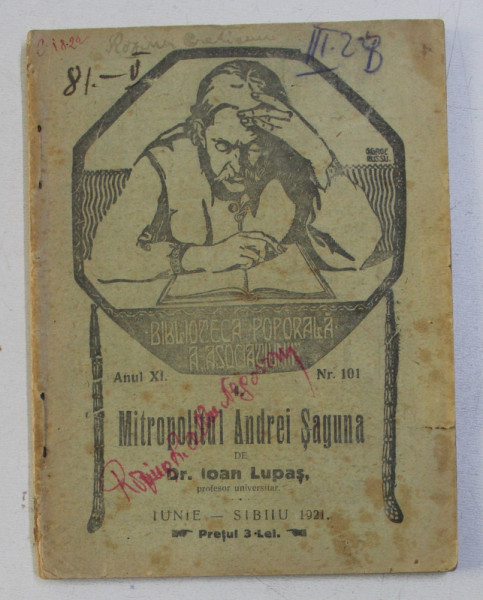 III. 2-B
81.—V
BIBLIOTECA POPORALĂ
A „ASOCIAŢIUNII“
Anul XI. Nr. 101
Mitropolitul Andrei Şaguna
DE
Dr. Ioan Lupaş,
profesor universitar.
IUNIE — SIBIIU 1921.
Preţul 3·Lei.